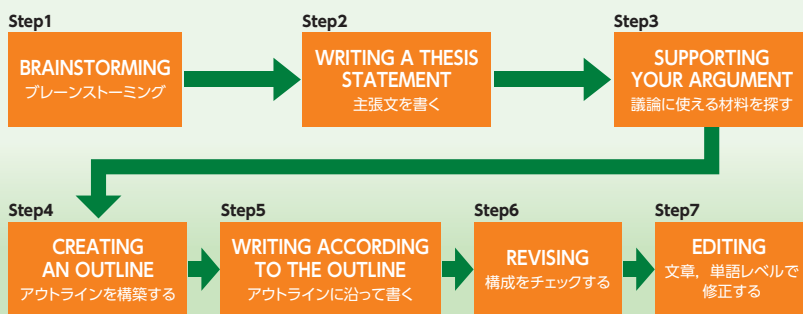 Step1
BRAINSTORMING
ブレーンストーミング
Step2
WRITING A THESIS
STATEMENT
主張文を書く
Step3
SUPPORTING
YOUR ARGUMENT
議論に使える材料を探す
Step4
CREATING
AN OUTLINE
アウトラインを構築する
Step5
WRITING ACCORDING
TO THE OUTLINE
アウトラインに沿って書く
Step6
REVISING
構成をチェックする
Step7
EDITING
文章，単語レベルで
修正する